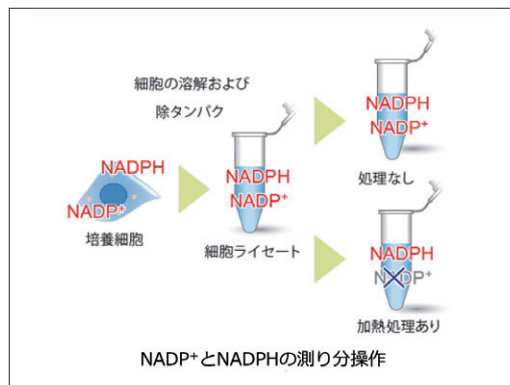 細胞の溶解および
除タンパク
NADPH
NADP⁺
処理なし
NADPH
NADP⁺
培養細胞
NADPH
NADP⁺
細胞ライセート
NADPH
NADP⁺
加熱処理あり
NADP⁺とNADPHの測り分操作